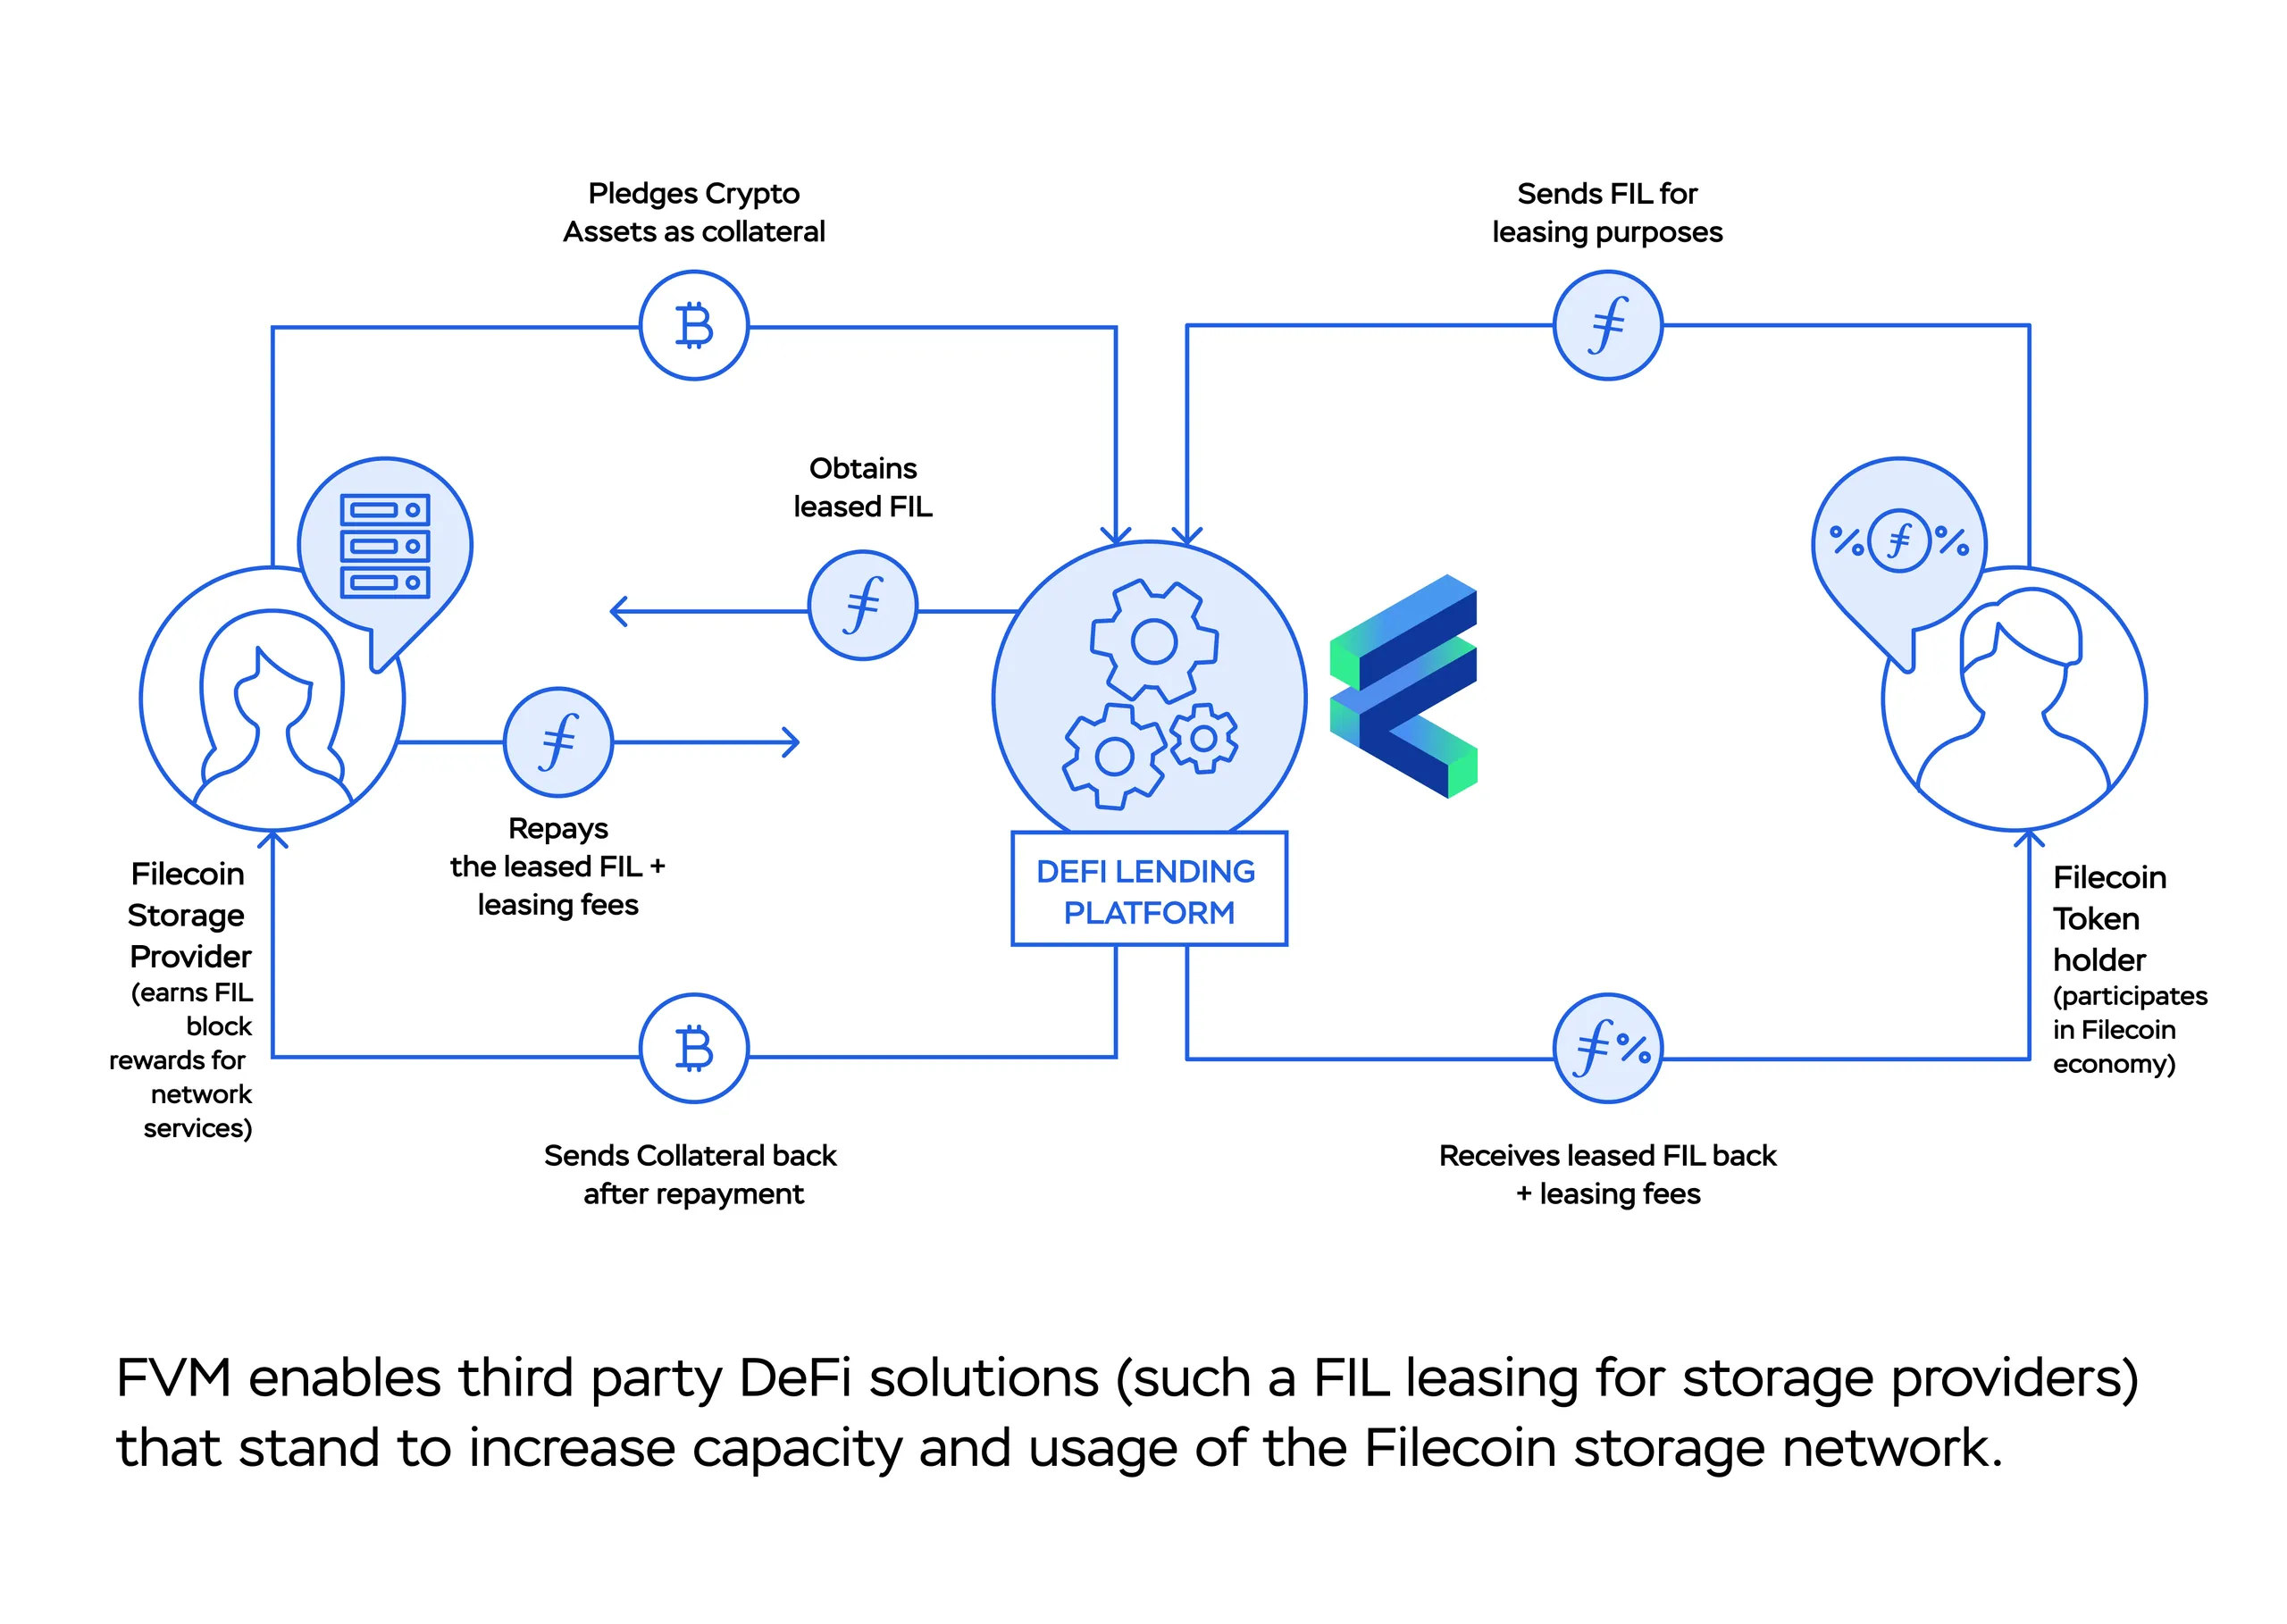 Pledges Crypto
Assets as collateral
Sends FIL for
leasing purposes
Obtains
leased FIL
Repays
the leased FIL +
leasing fees
DEFI LENDING
PLATFORM
Filecoin
Storage
Provider
(earns FIL
block
rewards for
network
services)
Filecoin
Token
holder
(participates
in Filecoin
economy)
Sends Collateral back
after repayment
Receives leased FIL back
+ leasing fees
FVM enables third party DeFi solutions (such a FIL leasing for storage providers)
that stand to increase capacity and usage of the Filecoin storage network.